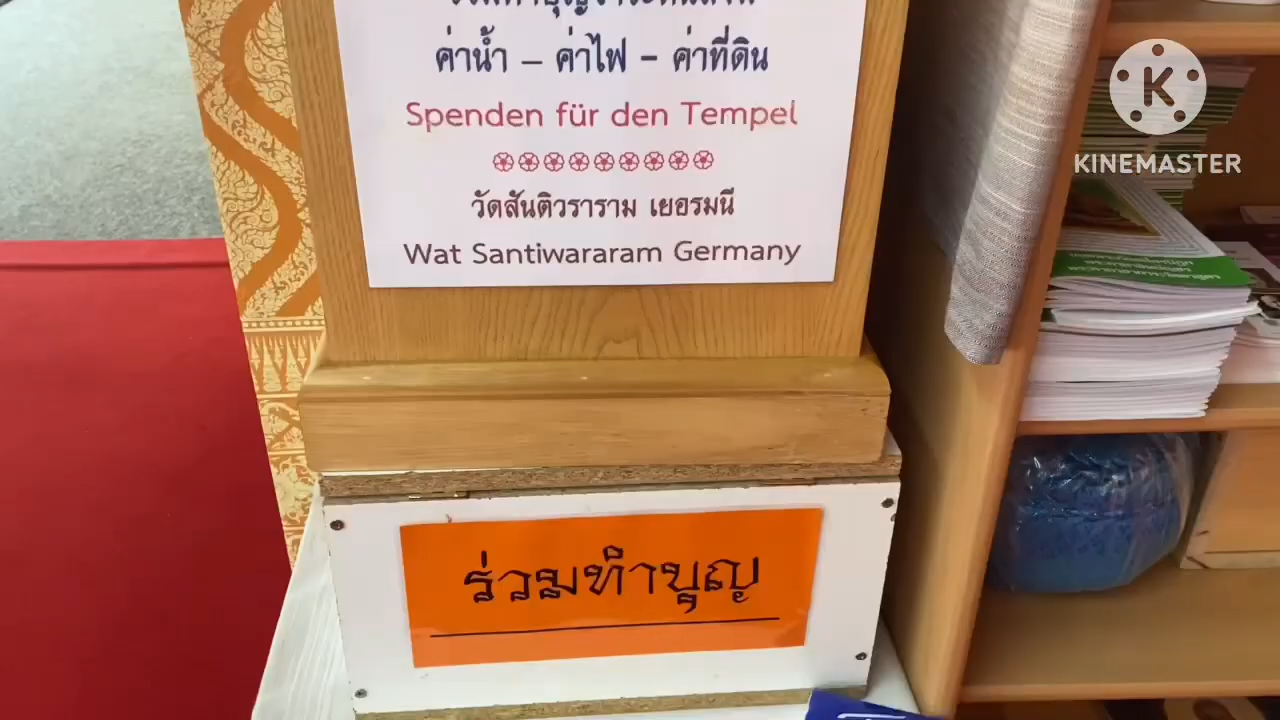 ค่าน้ำ – ค่าไฟ – ค่าที่ดิน
Spenden für den Tempel
วัดสันติวราราม เยอรมนี
Wat Santiwararam Germany
ร่วมทำบุญ
K
KINEMASTER